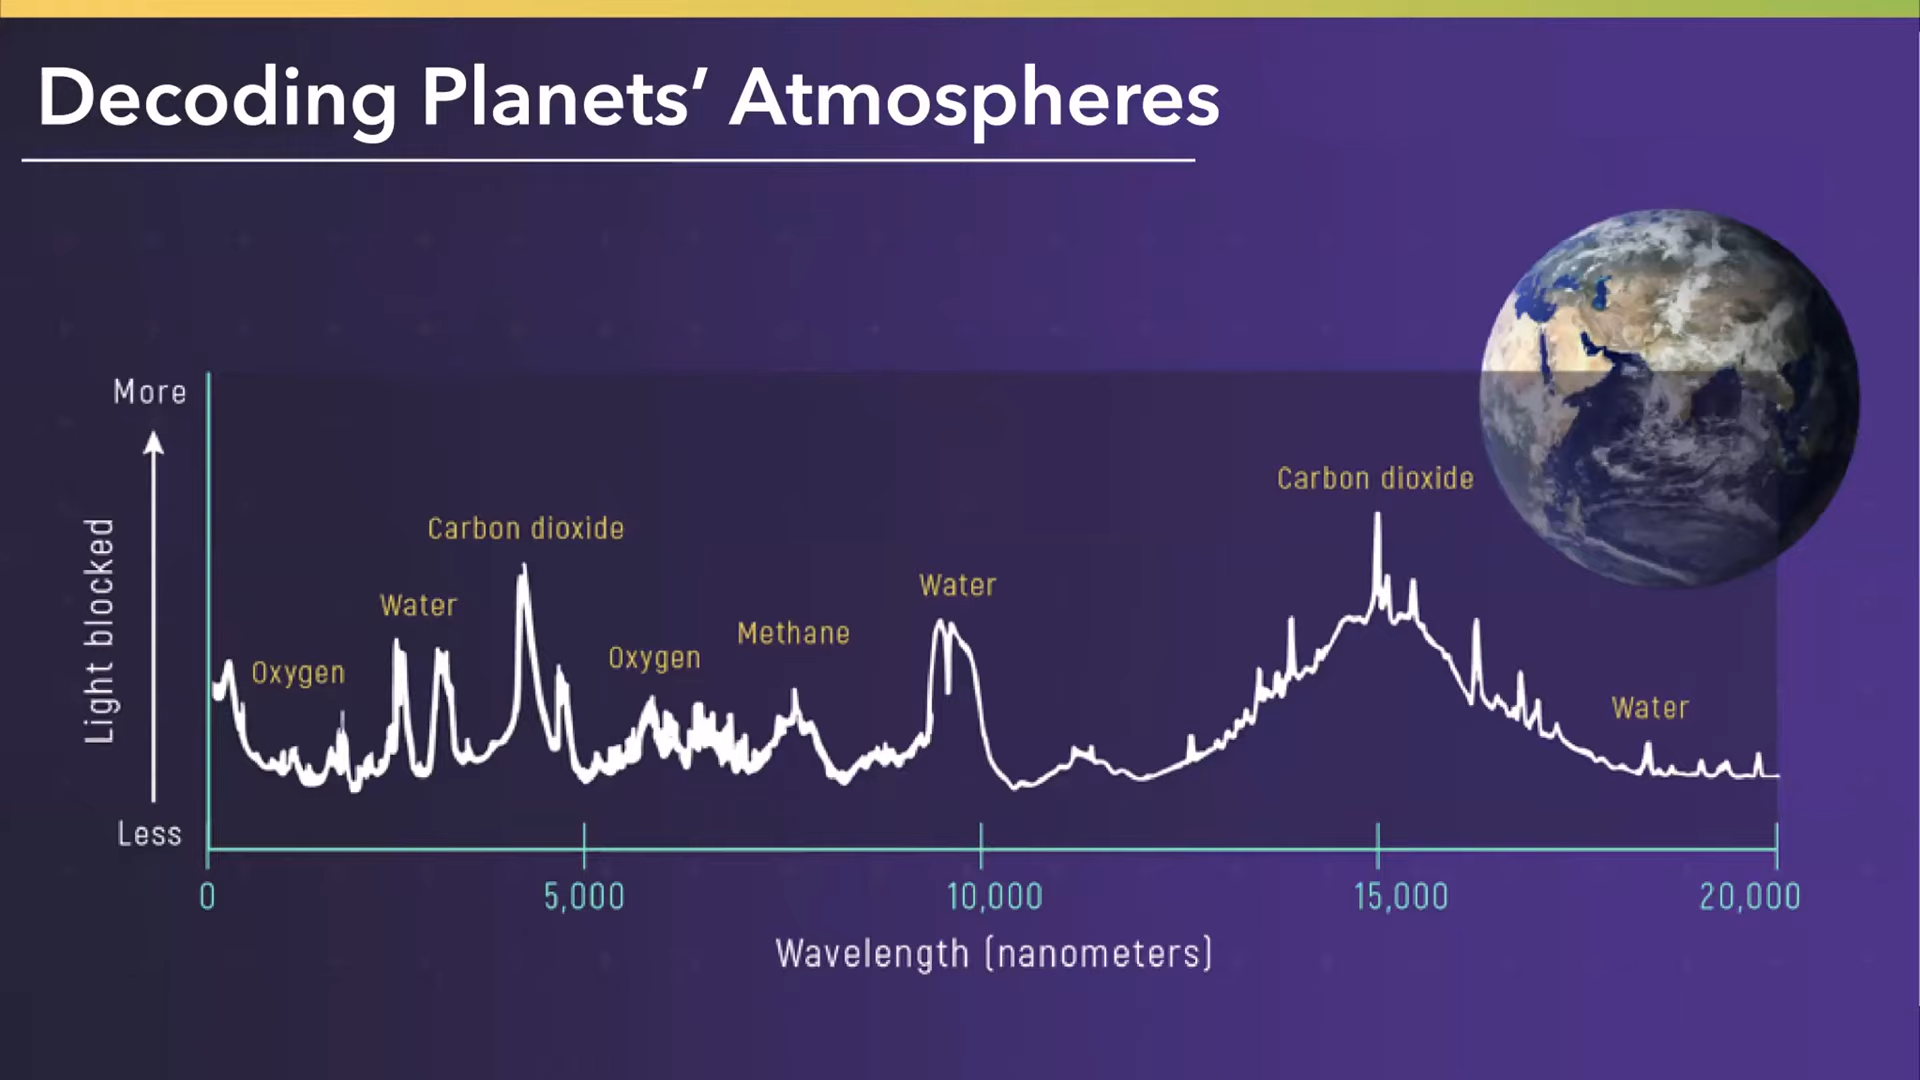 Decoding Planets’ Atmospheres
More
Light blocked
Less
Oxygen
Water
Carbon dioxide
Oxygen
Methane
Water
Carbon dioxide
Water
0
5,000
10,000
15,000
20,000
Wavelength (nanometers)